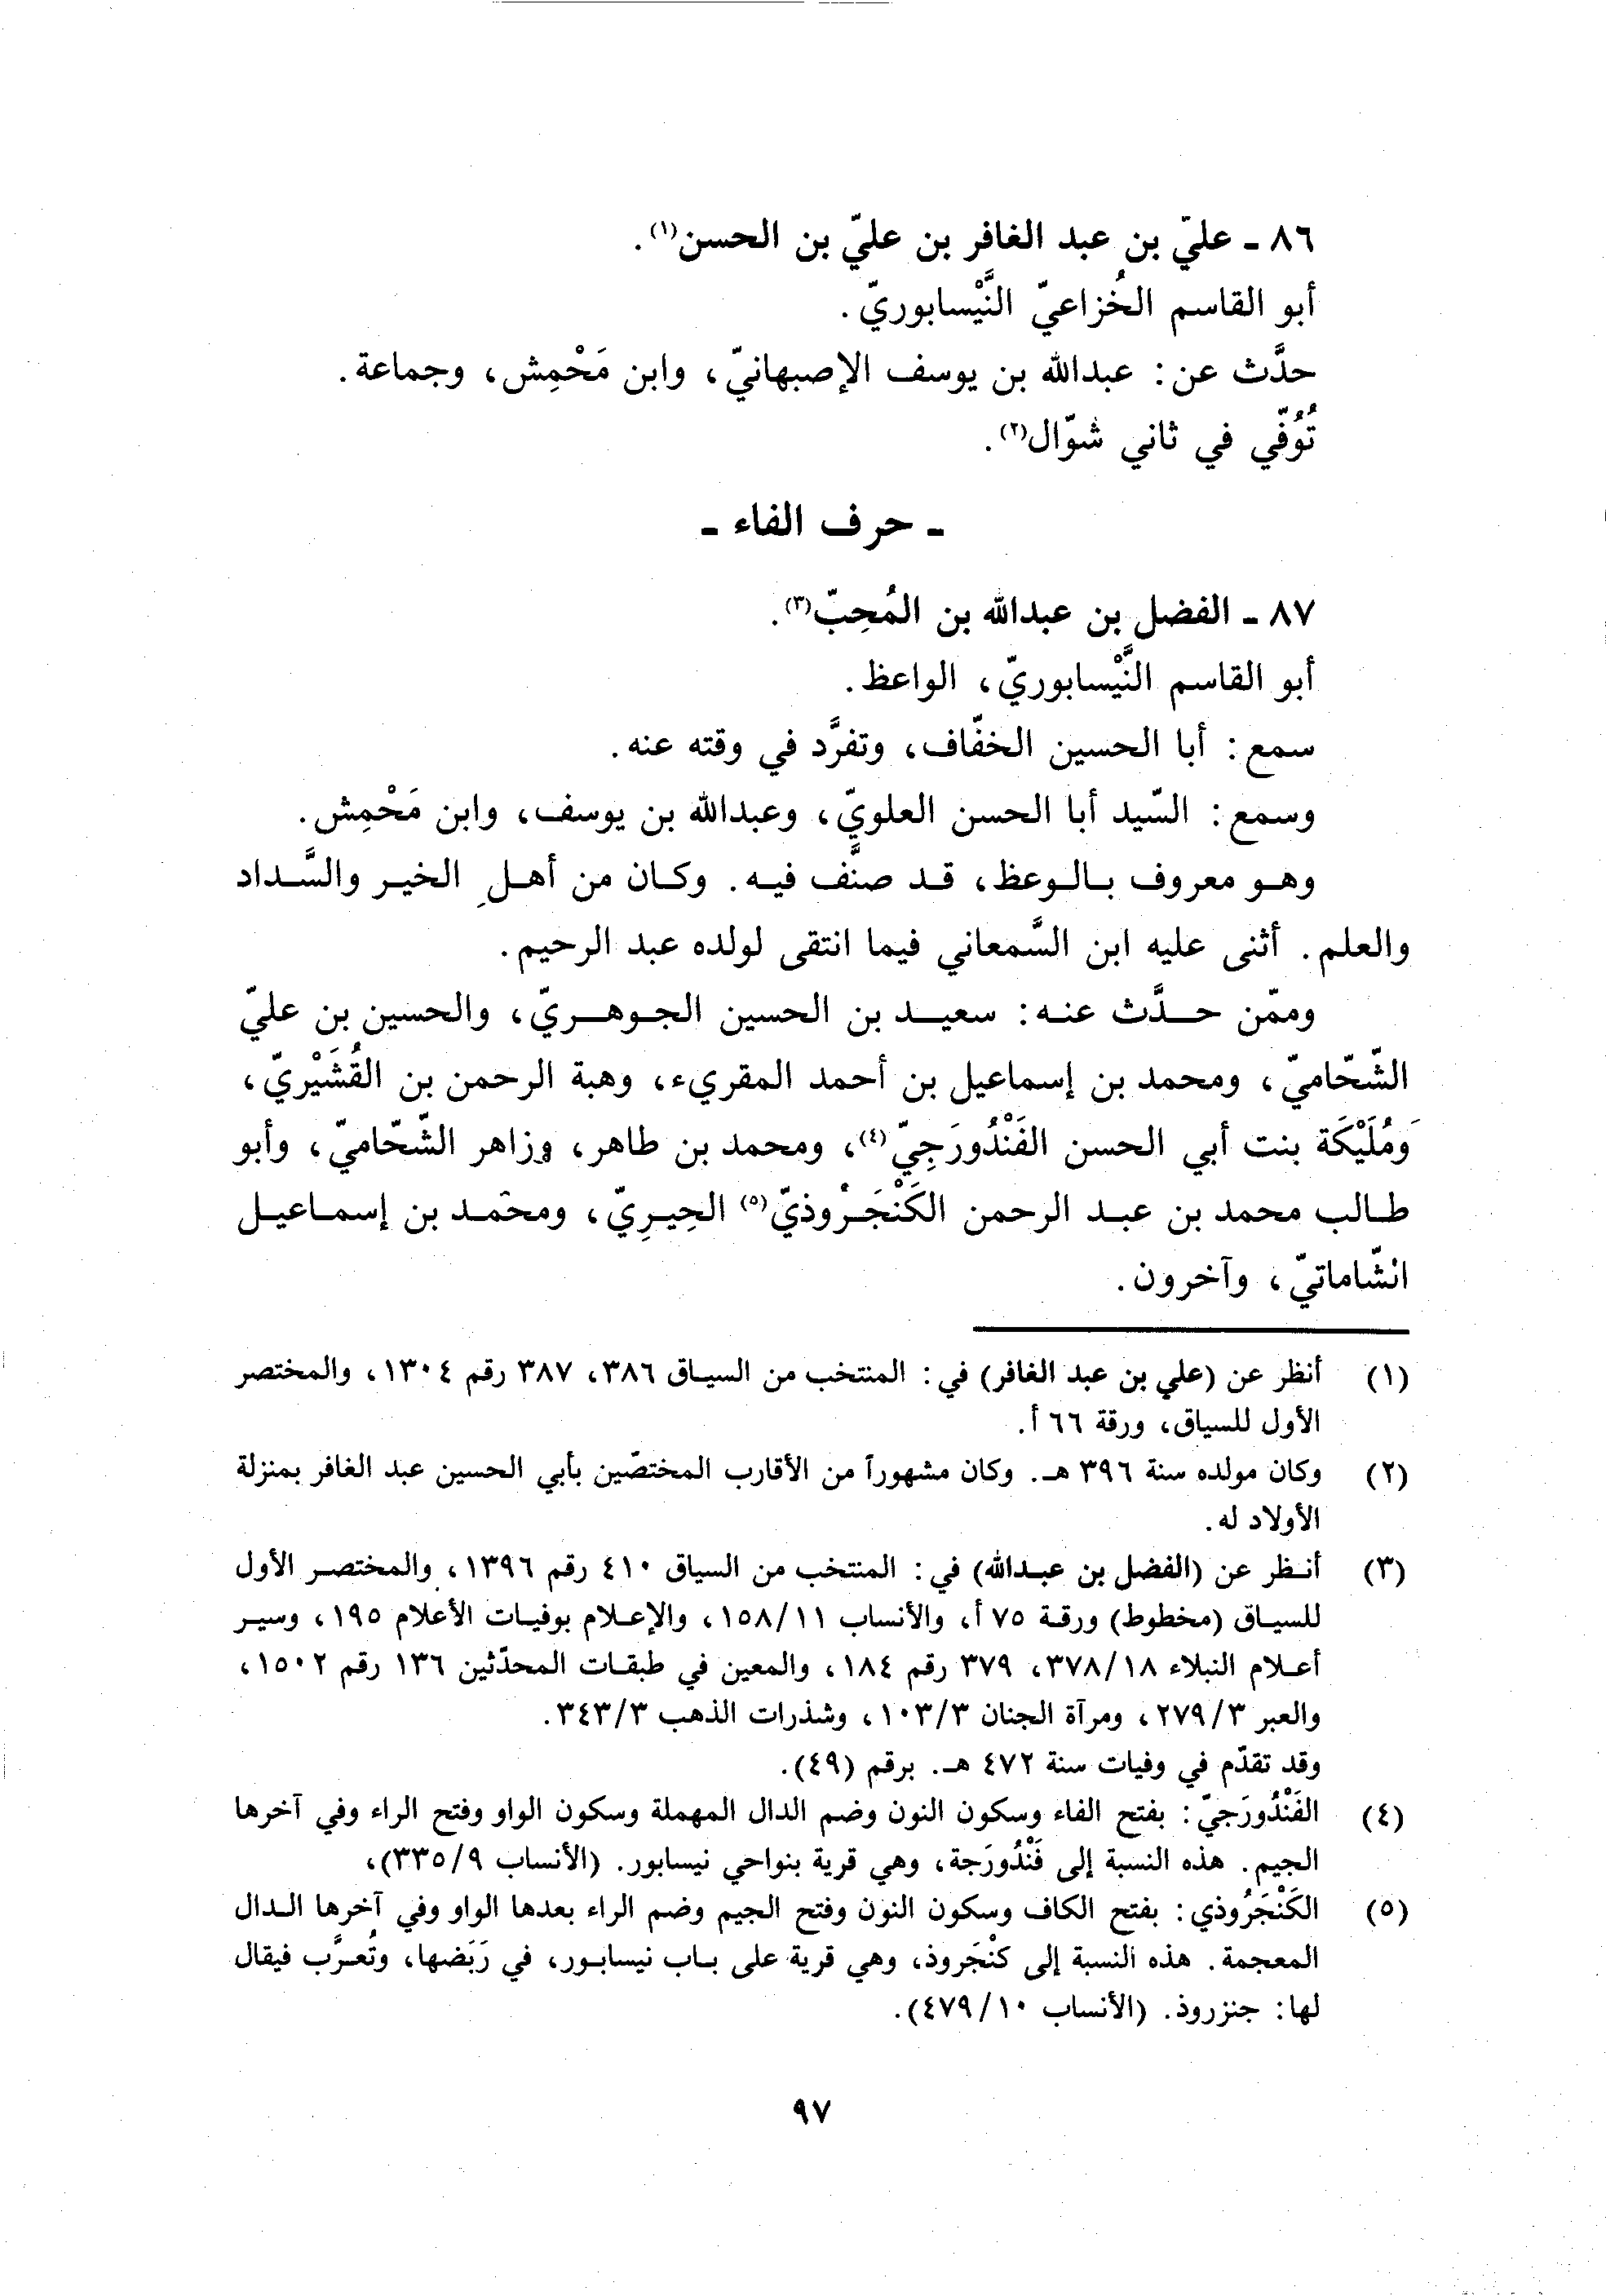 ٨٦ ـ عليّ بن عبد الغافر بن عليّ بن الحسن(١).
أبو القاسم الخُزاعيّ النَّيْسابوريّ.
حدَّث عن: عبدالله بن يوسف الإصبهانيّ، وابن مَحْمِش، وجماعة.
تُوُفّي في ثاني شوّال(٢).
ـ حرف الفاء ـ
٨٧ ـ الفضل بن عبدالله بن المُحِبّ(٣).
أبو القاسم النَّيْسابوريّ، الواعظ.
سمع: أبا الحسين الخفّاف، وتفرَّد في وقته عنه.
وسمع: السّيد أبا الحسن العلويّ، وعبدالله بن يوسف، وابن مَحْمِش.
وهو معروف بالوعظ، قد صنَّف فيه. وكان من أهل الخير والسَّداد
والعلم. أثنى عليه ابن السَّمعاني فيما انتقى لولده عبد الرحيم.
وممّن حدَّث عنه: سعيد بن الحسين الجوهريّ، والحسين بن عليّ
الشّحّاميّ، ومحمد بن إسماعيل بن أحمد المقريء، وهبة الرحمن بن القُشَيْريّ،
وَمُلَيْكَة بنت أبي الحسن الفَنْدُورَجِيّ(٤)، ومحمد بن طاهر، وزاهر الشّحّاميّ، وأبو
طالب محمد بن عبد الرحمن الكَنْجَرُوذيّ(٥) الحِيرِيّ، ومحمد بن إسماعيل
الشّاماتيّ، وآخرون.
(١) أنظر عن (علي بن عبد الغافر) في: المنتخب من السياق ٣٨٦، ٣٨٧ رقم ١٣٠٤، والمختصر
الأول للسياق، ورقة ٦٦ أ.
(٢) وكان مولده سنة ٣٩٦ هـ. وكان مشهوراً من الأقارب المختصّين بأبي الحسين عبد الغافر بمنزلة
الأولاد له.
(٣) أنظر عن (الفضل بن عبدالله) في: المنتخب من السياق ٤١٠ رقم ١٣٩٦، والمختصر الأول
للسياق (مخطوط) ورقة ٧٥ أ، والأنساب ١٥٨/١١، والإعلام بوفيات الأعلام ١٩٥، وسير
أعلام النبلاء ٣٧٨/١٨، ٣٧٩ رقم ١٨٤، والمعين في طبقات المحدّثين ١٣٦ رقم ١٥٠٢،
والعبر ٢٧٩/٣، ومرآة الجنان ١٠٣/٣، وشذرات الذهب ٣٤٣/٣.
وقد تقدّم في وفيات سنة ٤٧٢ هـ. برقم (٤٩).
(٤) الفَنْدُورَجيّ: بفتح الفاء وسكون النون وضم الدال المهملة وسكون الواو وفتح الراء وفي آخرها
الجيم. هذه النسبة إلى فَنْدُورَجة، وهي قرية بنواحي نيسابور. (الأنساب ٣٣٥/٩)،
(٥) الكَنْجَرُوذي: بفتح الكاف وسكون النون وفتح الجيم وضم الراء بعدها الواو وفي آخرها الدال
المعجمة. هذه النسبة إلى كنْجَروذ، وهي قرية على باب نيسابور، في رَبَضها، وتُعرَّب فيقال
لها: جنزروذ. (الأنساب ٤٧٩/١٠).
٩٧